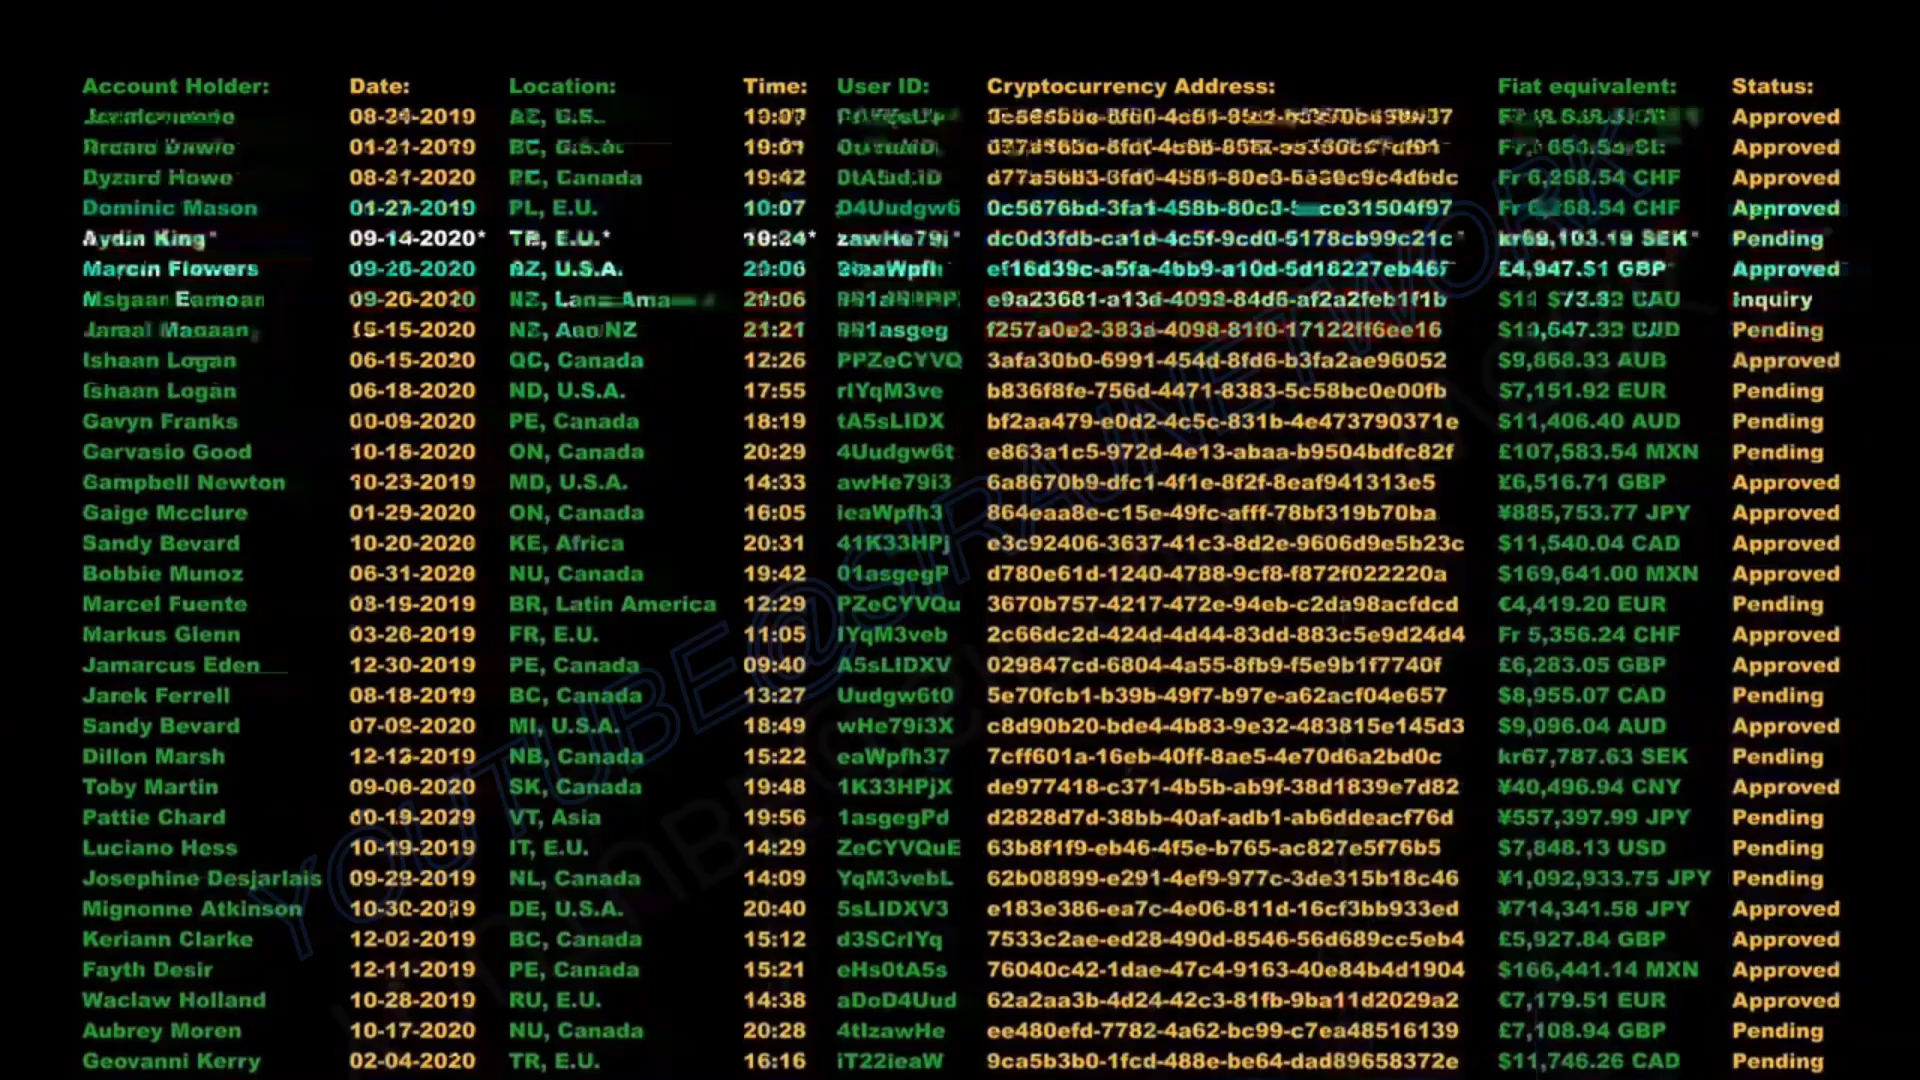 Account Holder: Date: Location: Time: User ID: Cryptocurrency Address: Fiat equivalent: Status:
2019 Approved
01-21-2019 Approved
08-21-2019 Canada 19:42 Fr 6,268.54 CHF Approved
Dominic Mason 01-27-2019 PL, E.U. 10:07 D4Uudgw6 CHF Approved
Aydin King* 09-14-2020* E.U.* zawHe79j* dc0d3fdb-ca1d-4c5f-9cd0-5178cb99c21c* kr69,103.19 SEK* Pending
Marcin Flowers 09-26-2020 AZ, U.S.A. 20:06 GBP Approved
09-26-2020 20:06 e9a23681-a13d-4098-84d6-af2a2feb1f1b Inquiry
21:21 f257a0e2-383a-4098-81f0-17122ff6ee16 Pending
Ishaan Logan 06-15-2020 QC, Canada 12:26 PPZeCYVQ 3afa30b0-6991-454d-8fd6-b3fa2ae96052 $9,868.33 AUB Approved
Ishaan Logan 06-18-2020 ND, U.S.A. 17:55 rIYqM3ve b836f8fe-756d-4471-8383-5c58bc0e00fb $7,151.92 EUR Pending
Gavyn Franks 00-09-2020 PE, Canada 18:19 tA5sLIDX bf2aa479-e0d2-4c5c-831b-4e473790371e $11,406.40 AUD Pending
Gervasio Good 10-18-2020 ON, Canada 20:29 4Uudgw6t e863a1c5-972d-4e13-abaa-b9504bdfc82f £107,583.54 MXN Pending
Gampbell Newton 10-23-2019 MD, U.S.A. 14:33 awHe79i3 6a8670b9-dfc1-4f1e-8f2f-8eaf941313e5 ¥6,516.71 GBP Approved
Gaige Mcclure 01-29-2020 ON, Canada 16:05 ieaWpfh3 864eaa8e-c15e-49fc-afff-78bf319b70ba ¥885,753.77 JPY Approved
Sandy Bevard 10-20-2020 KE, Africa 20:31 41K33HPj e3c92406-3637-41c3-8d2e-9606d9e5b23c $11,540.04 CAD Approved
Bobbie Munoz 06-31-2020 NU, Canada 19:42 01asgegP d780e61d-1240-4788-9cf8-f872f022220a $169,641.00 MXN Approved
Marcel Fuente 03-19-2019 BR, Latin America 12:29 PZeCYVQu 3670b757-4217-472e-94eb-c2da98acfdcd €4,419.20 EUR Pending
Markus Glenn 03-26-2019 FR, E.U. 11:05 IYqM3veb 2c66dc2d-424d-4d44-83dd-883c5e9d24d4 Fr 5,356.24 CHF Approved
Jamarcus Eden 12-30-2019 PE, Canada 09:40 A5sLIDXV 029847cd-6804-4a55-8fb9-f5e9b1f7740f £6,283.05 GBP Approved
Jarek Ferrell 08-18-2019 BC, Canada 13:27 Uudgw6t0 5e70fcb1-b39b-49f7-b97e-a62acf04e657 $8,955.07 CAD Pending
Sandy Bevard 07-02-2020 MI, U.S.A. 18:49 wHe79i3X c8d90b20-bde4-4b83-9e32-483815e145d3 $9,096.04 AUD Approved
Dillon Marsh 12-12-2019 NB, Canada 15:22 eaWpfh37 7cff601a-16eb-40ff-8ae5-4e70d6a2bd0c kr67,787.63 SEK Pending
Toby Martin 09-06-2020 SK, Canada 19:48 1K33HPjX de977418-c371-4b5b-ab9f-38d1839e7d82 ¥40,496.94 CNY Approved
Pattie Chard 00-19-2029 VT, Asia 19:56 1asgegPd d2828d7d-38bb-40af-adb1-ab6ddeacf76d ¥557,397.99 JPY Pending
Luciano Hess 10-19-2019 IT, E.U. 14:29 ZeCYVQuE 63b8f1f9-eb46-4f5e-b765-ac827e5f76b5 $7,848.13 USD Pending
Josephine Desjarlais 09-29-2019 NL, Canada 14:09 YqM3vebL 62b08899-e291-4ef9-977c-3de315b18c46 ¥1,092,933.75 JPY Pending
Mignonne Atkinson 10-30-2019 DE, U.S.A. 20:40 5sLIDXV3 e183e386-ea7c-4e06-811d-16cf3bb933ed ¥714,341.58 JPY Approved
Keriann Clarke 12-02-2019 BC, Canada 15:12 d3SCrIYq 7533c2ae-ed28-490d-8546-56d689cc5eb4 £5,927.84 GBP Approved
Fayth Desir 12-11-2019 PE, Canada 15:21 eHs0tA5s 76040c42-1dae-47c4-9163-40e84b4d1904 $166,441.14 MXN Approved
Waclaw Holland 10-28-2019 RU, E.U. 14:38 aDoD4Uud 62a2aa3b-4d24-42c3-81fb-9ba11d2029a2 €7,179.51 EUR Approved
Aubrey Moren 10-17-2020 NU, Canada 20:28 4tIzawHe ee480efd-7782-4a62-bc99-c7ea48516139 £7,108.94 GBP Pending
Geovanni Kerry 02-04-2020 TR, E.U. 16:16 iT22ieaW 9ca5b3b0-1fcd-488e-be64-dad89658372e $11,746.26 CAD Pending
YOUTUBE@SIRAJNETWORK